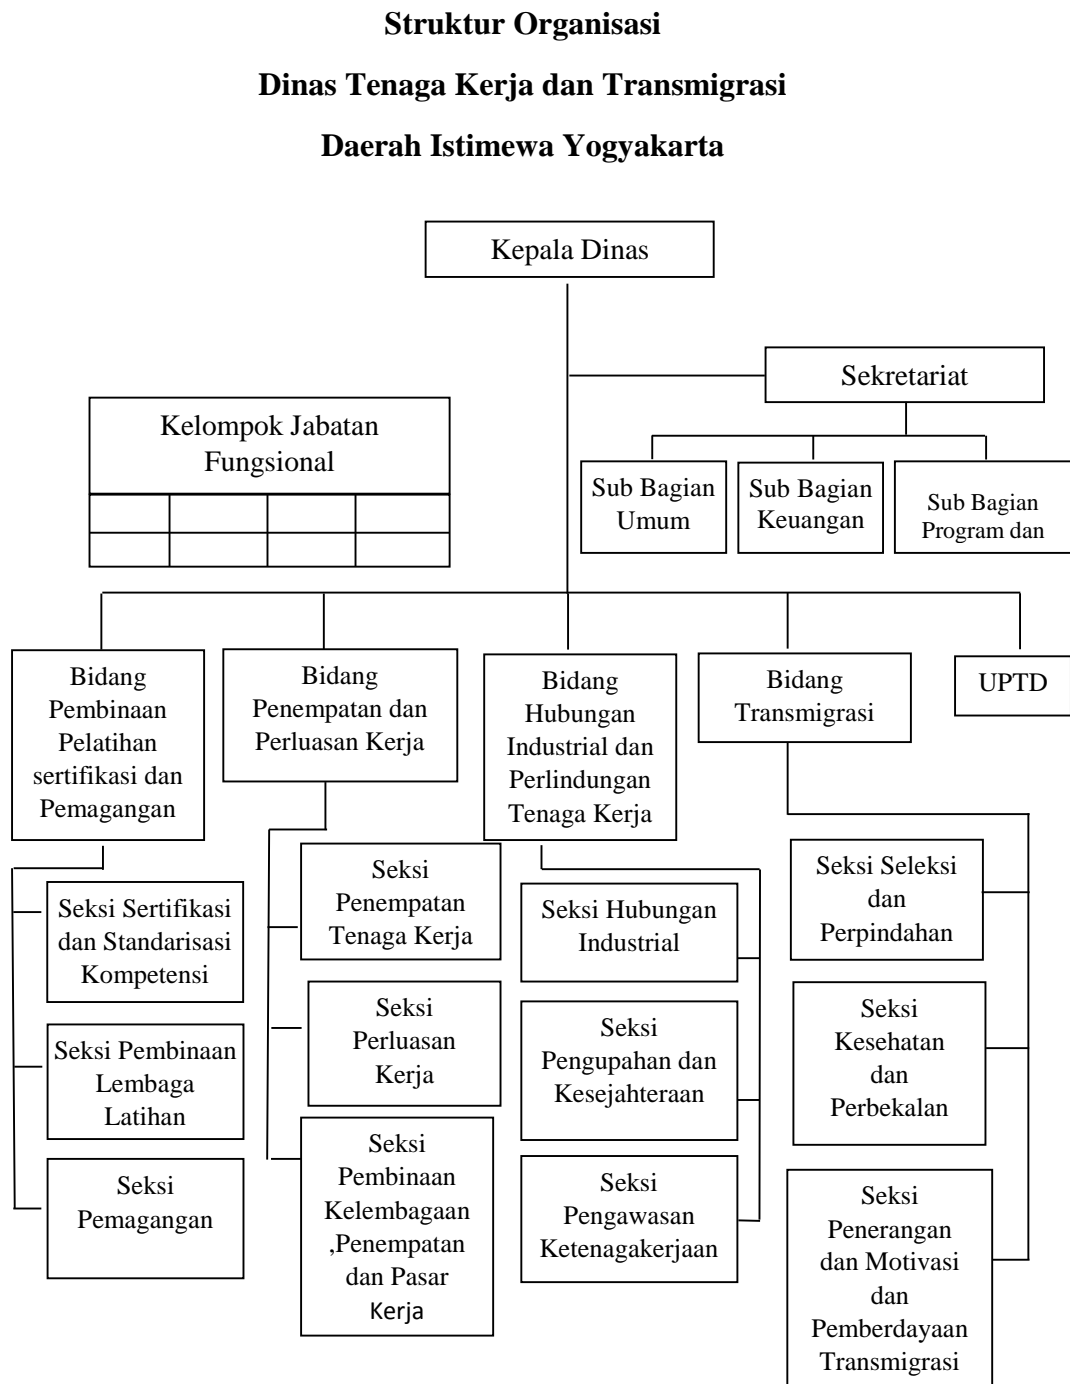 Struktur Organisasi
Dinas Tenaga Kerja dan Transmigrasi
Daerah Istimewa Yogyakarta
Kepala Dinas
Sekretariat
Kelompok Jabatan
Fungsional
Sub Bagian
Umum
Sub Bagian
Keuangan
Sub Bagian
Program dan
Bidang
Pembinaan
Pelatihan
sertifikasi dan
Pemagangan
Bidang
Penempatan dan
Perluasan Kerja
Bidang
Hubungan
Industrial dan
Perlindungan
Tenaga Kerja
Bidang
Transmigrasi
UPTD
Seksi Sertifikasi
dan Standarisasi
Kompetensi
Seksi Pembinaan
Lembaga
Latihan
Seksi
Pemagangan
Seksi
Penempatan
Tenaga Kerja
Seksi
Perluasan
Kerja
Seksi
Pembinaan
Kelembagaan
,Penempatan
dan Pasar
Kerja
Seksi Hubungan
Industrial
Seksi
Pengupahan dan
Kesejahteraan
Seksi
Pengawasan
Ketenagakerjaan
Seksi Seleksi
dan
Perpindahan
Seksi
Kesehatan
dan
Perbekalan
Seksi
Penerangan
dan Motivasi
dan
Pemberdayaan
Transmigrasi